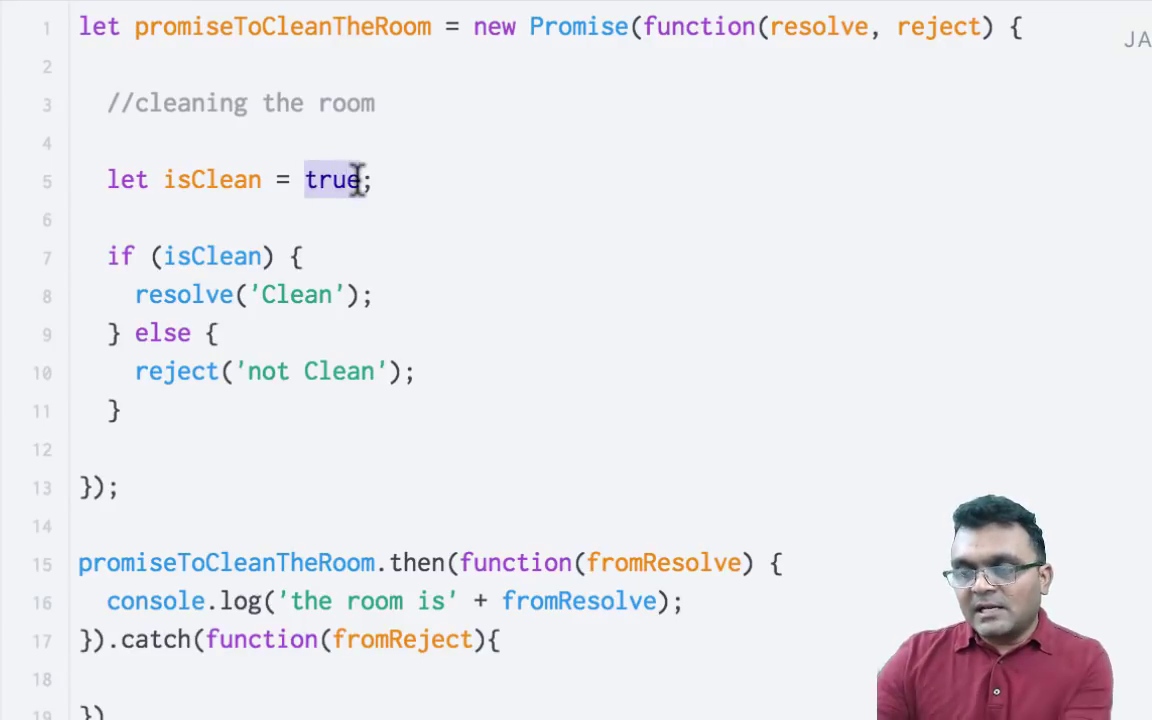 1 let promiseToCleanTheRoom = new Promise(function(resolve, reject) {
JA
2
3 //cleaning the room
4
5 let isClean = true;
6
7 if (isClean) {
8 resolve('Clean');
9 } else {
10 reject('not Clean');
11 }
12
13 });
14
15 promiseToCleanTheRoom.then(function(fromResolve) {
16 console.log('the room is' + fromResolve);
17 }).catch(function(fromReject){
18
19 })